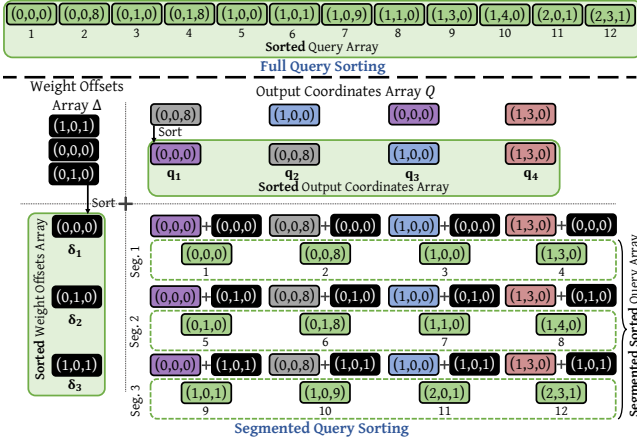 (0,0,0) (0,0,8) (0,1,0) (0,1,8) (1,0,0) (1,0,1) (1,0,9) (1,1,0) (1,3,0) (1,4,0) (2,0,1) (2,3,1)
1 2 3 4 5 6 7 8 9 10 11 12
Sorted Query Array
Full Query Sorting
Weight Offsets
Array Δ
(1,0,1)
(0,0,0)
(0,1,0)
Sort
Output Coordinates Array Q
(0,0,8) (1,0,0) (0,0,0) (1,3,0)
Sort
(0,0,0) (0,0,8) (1,0,0) (1,3,0)
q1 q2 q3 q4
Sorted Output Coordinates Array
+
Sorted Weight Offsets Array
(0,0,0)
δ1
(0,1,0)
δ2
(1,0,1)
δ3
Seg. 1
(0,0,0)+(0,0,0) (0,0,8)+(0,0,0) (1,0,0)+(0,0,0) (1,3,0)+(0,0,0)
(0,0,0) (0,0,8) (1,0,0) (1,3,0)
1 2 3 4
Seg. 2
(0,0,0)+(0,1,0) (0,0,8)+(0,1,0) (1,0,0)+(0,1,0) (1,3,0)+(0,1,0)
(0,1,0) (0,1,8) (1,1,0) (1,4,0)
5 6 7 8
Seg. 3
(0,0,0)+(1,0,1) (0,0,8)+(1,0,1) (1,0,0)+(1,0,1) (1,3,0)+(1,0,1)
(1,0,1) (1,0,9) (2,0,1) (2,3,1)
9 10 11 12
Segmented Sorted Query Array
Segmented Query Sorting